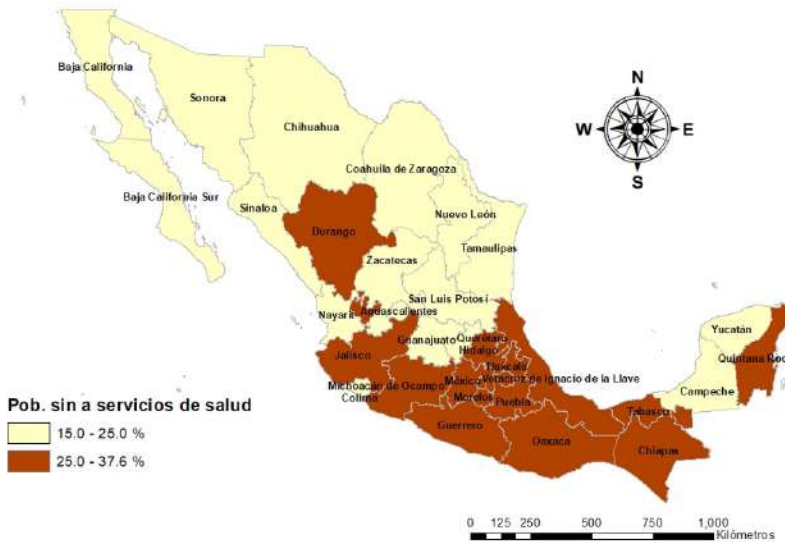 Baja California
Sonora
Chihuahua
Coahuila de Zaragoza
Baja California Sur
Sinaloa
Durango
Nuevo León
Tamaulipas
Zacatecas
San Luis Potosí
Nayarit
Aguascalientes
Guanajuato
Querétaro
Hidalgo
Jalisco
Tlaxcala
Michoacán de Ocampo
México
Veracruz de Ignacio de la Llave
Colima
Morelos
Puebla
Guerrero
Oaxaca
Tabasco
Chiapas
Yucatán
Quintana Roo
Campeche
N
W
E
S
Pob. sin a servicios de salud
15.0 - 25.0 %
25.0 - 37.6 %
0 125 250 500 750 1,000
Kilómetros